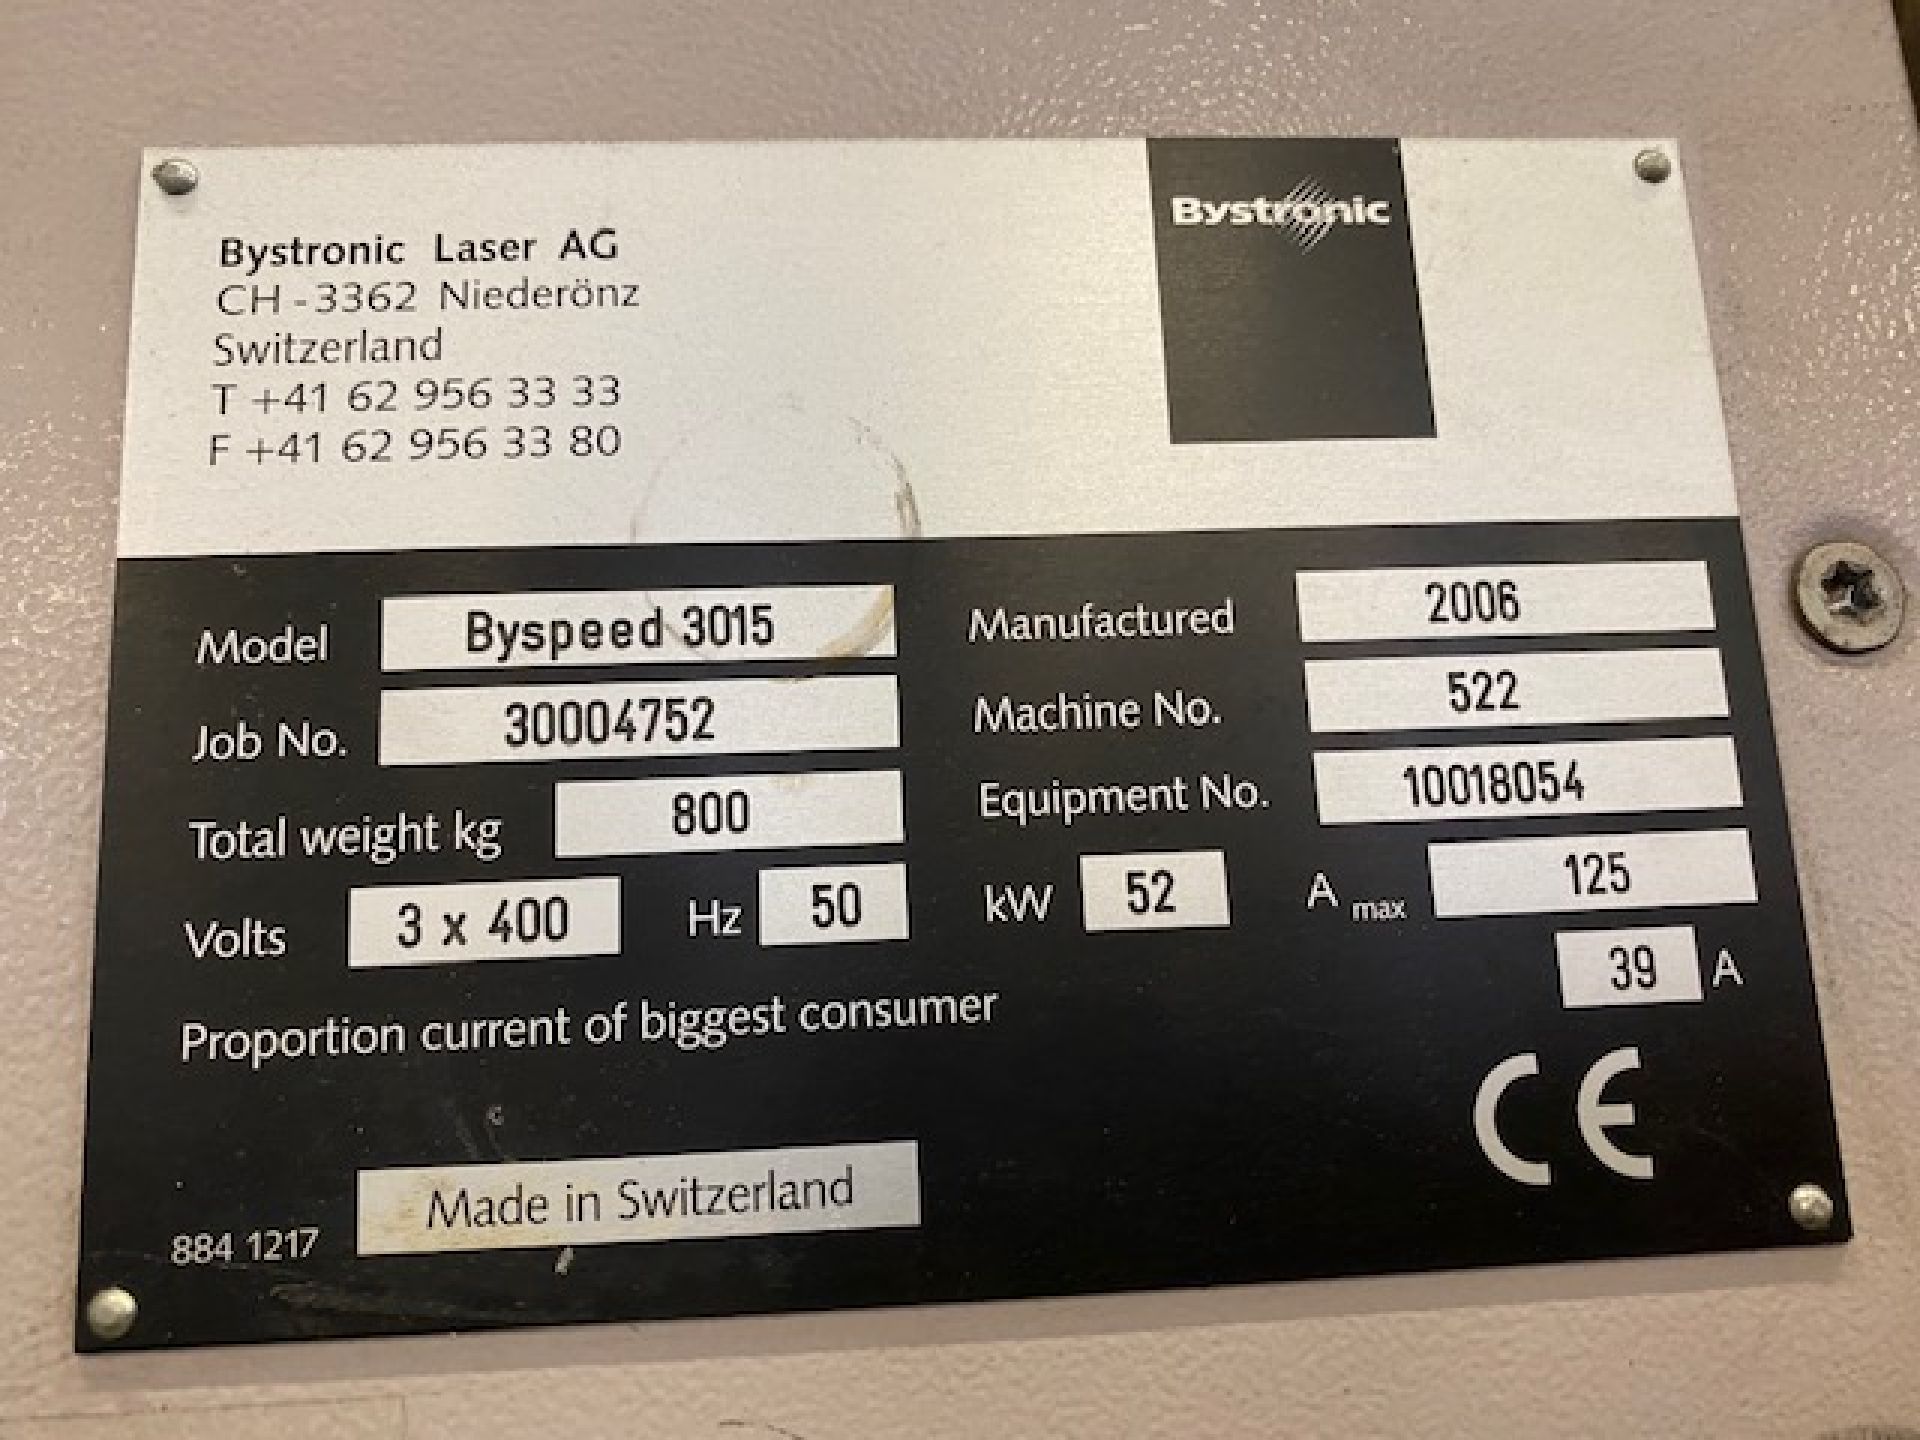 Bystronic
Bystronic Laser AG
CH-3362 Niederönz
Switzerland
T +41 62 956 33 33
F +41 62 956 33 80
Model Byspeed 3015 Manufactured 2006
Job No. 30004752 Machine No. 522
Total weight kg 800 Equipment No. 10018054
Volts 3 x 400 Hz 50 kW 52 A max 125
Proportion current of biggest consumer 39 A
CE
884 1217 Made in Switzerland